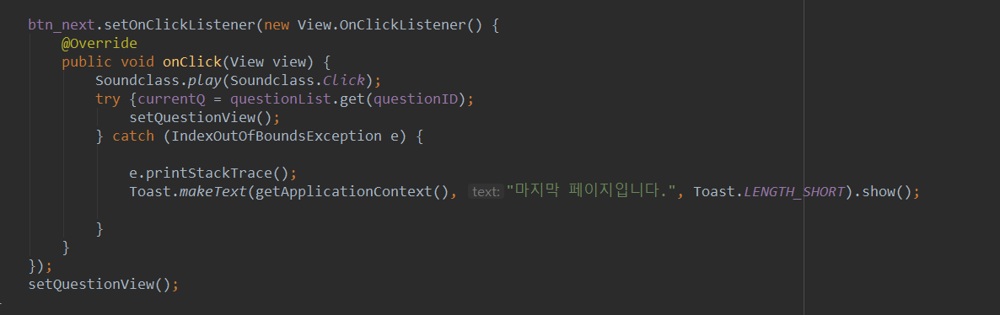 btn_next.setOnClickListener(new View.OnClickListener() {
@Override
public void onClick(View view) {
Soundclass.play(Soundclass.Click);
try {currentQ = questionList.get(questionID);
setQuestionView();
} catch (IndexOutOfBoundsException e) {
e.printStackTrace();
Toast.makeText(getApplicationContext(), text: "마지막 페이지입니다.", Toast.LENGTH_SHORT).show();
}
}
});
setQuestionView();